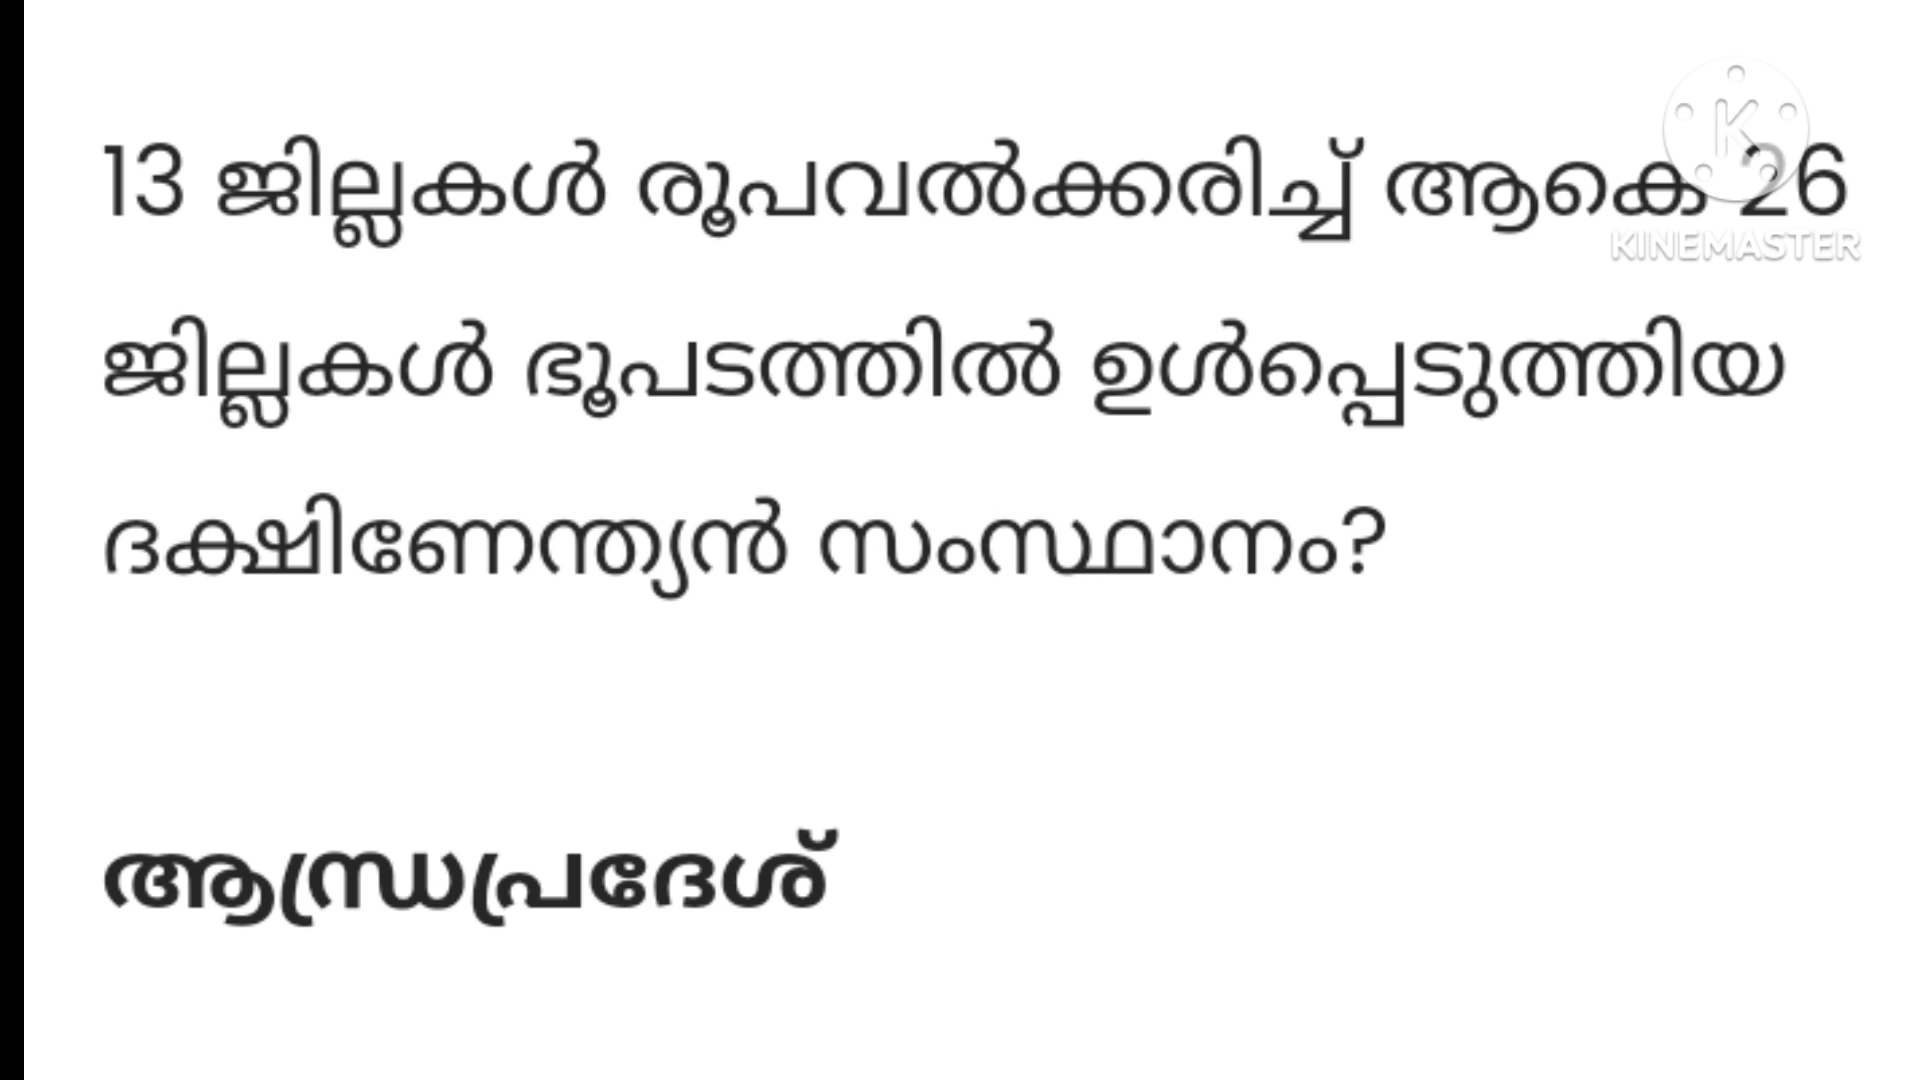 13 ജില്ലകൾ രൂപവൽക്കരിച്ച് ആകെ 26
KINEMASTER
ജില്ലകൾ ഭൂപടത്തിൽ ഉൾപ്പെടുത്തിയ
ദക്ഷിണേന്ത്യൻ സംസ്ഥാനം?
ആന്ധ്രപ്രദേശ്